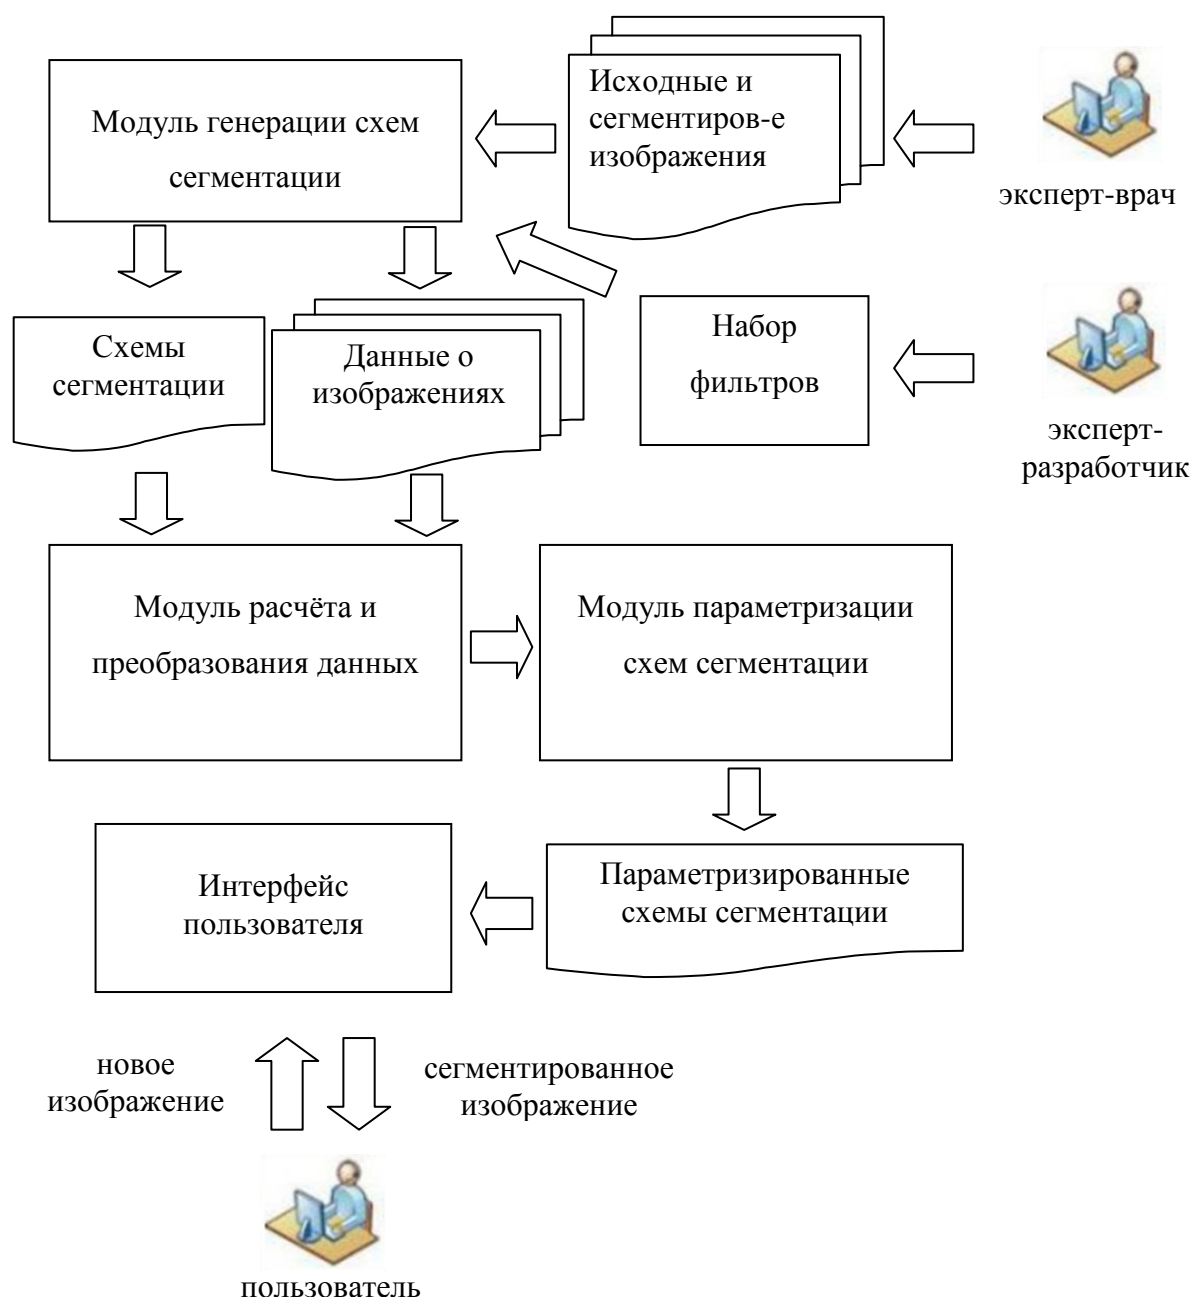 Модуль генерации схем
сегментации
Исходные и
сегментиров-е
изображения
эксперт-врач
Схемы
сегментации
Данные о
изображениях
Набор
фильтров
эксперт-
разработчик
Модуль расчёта и
преобразования данных
Модуль параметризации
схем сегментации
Интерфейс
пользователя
Параметризированные
схемы сегментации
новое
изображение
сегментированное
изображение
пользователь